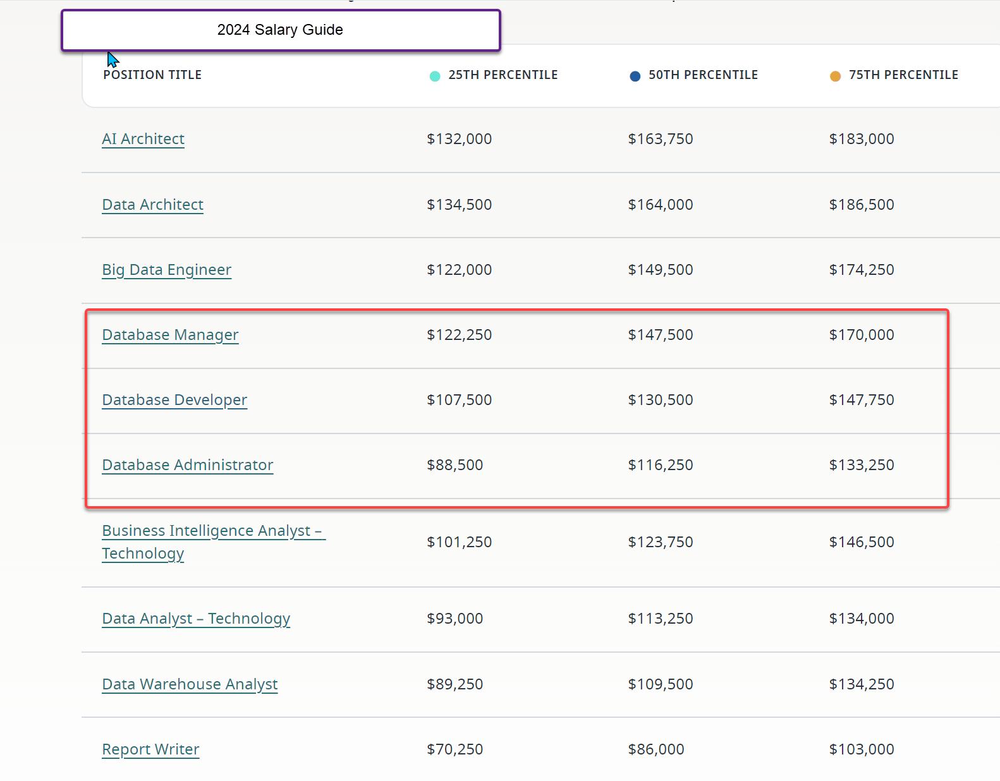 2024 Salary Guide
POSITION TITLE 25TH PERCENTILE 50TH PERCENTILE 75TH PERCENTILE
AI Architect $132,000 $163,750 $183,000
Data Architect $134,500 $164,000 $186,500
Big Data Engineer $122,000 $149,500 $174,250
Database Manager $122,250 $147,500 $170,000
Database Developer $107,500 $130,500 $147,750
Database Administrator $88,500 $116,250 $133,250
Business Intelligence Analyst –
Technology $101,250 $123,750 $146,500
Data Analyst – Technology $93,000 $113,250 $134,000
Data Warehouse Analyst $89,250 $109,500 $134,250
Report Writer $70,250 $86,000 $103,000